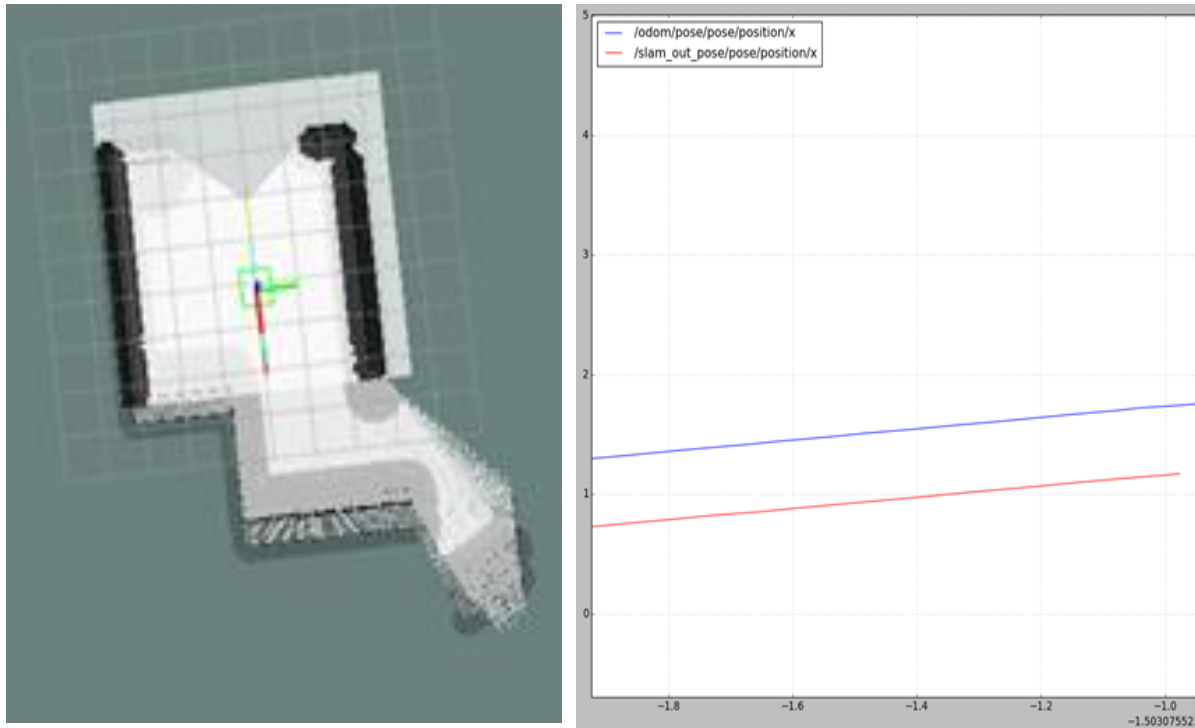 /odom/pose/pose/position/x
/slam_out_pose/pose/position/x
5
4
3
2
1
0
−1.8 −1.6 −1.4 −1.2 −1.0
−1.50307552